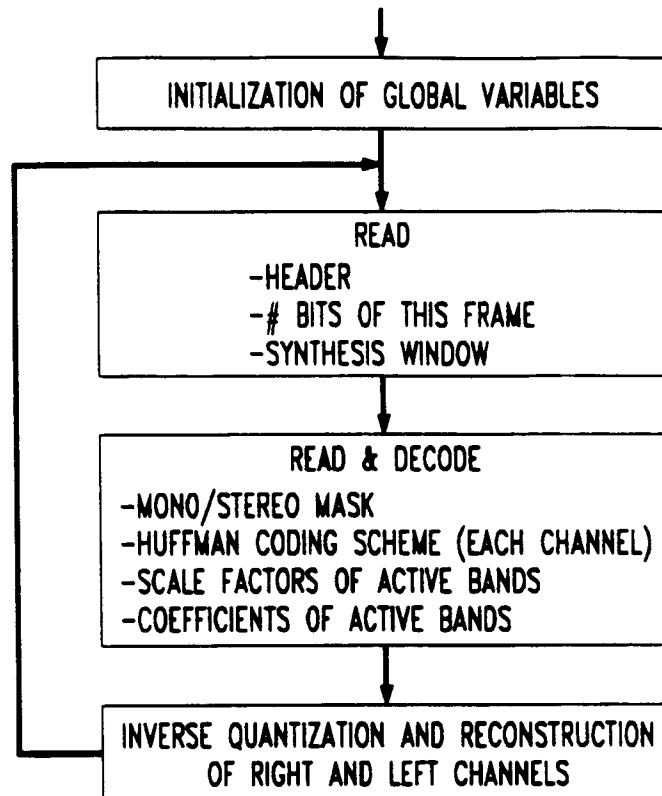 INITIALIZATION OF GLOBAL VARIABLES
READ
-HEADER
-# BITS OF THIS FRAME
-SYNTHESIS WINDOW
READ & DECODE
-MONO/STEREO MASK
-HUFFMAN CODING SCHEME (EACH CHANNEL)
-SCALE FACTORS OF ACTIVE BANDS
-COEFFICIENTS OF ACTIVE BANDS
INVERSE QUANTIZATION AND RECONSTRUCTION
OF RIGHT AND LEFT CHANNELS